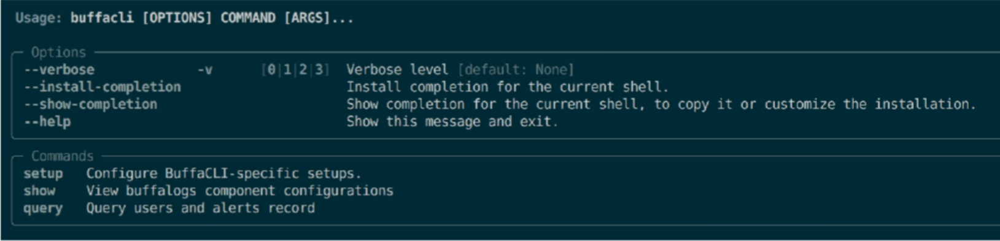 Usage: buffacli [OPTIONS] COMMAND [ARGS]...
Options
--verbose -v [0|1|2|3] Verbose level [default: None]
--install-completion Install completion for the current shell.
--show-completion Show completion for the current shell, to copy it or customize the installation.
--help Show this message and exit.
Commands
setup Configure BuffaCLI-specific setups.
show View buffalogs component configurations
query Query users and alerts record